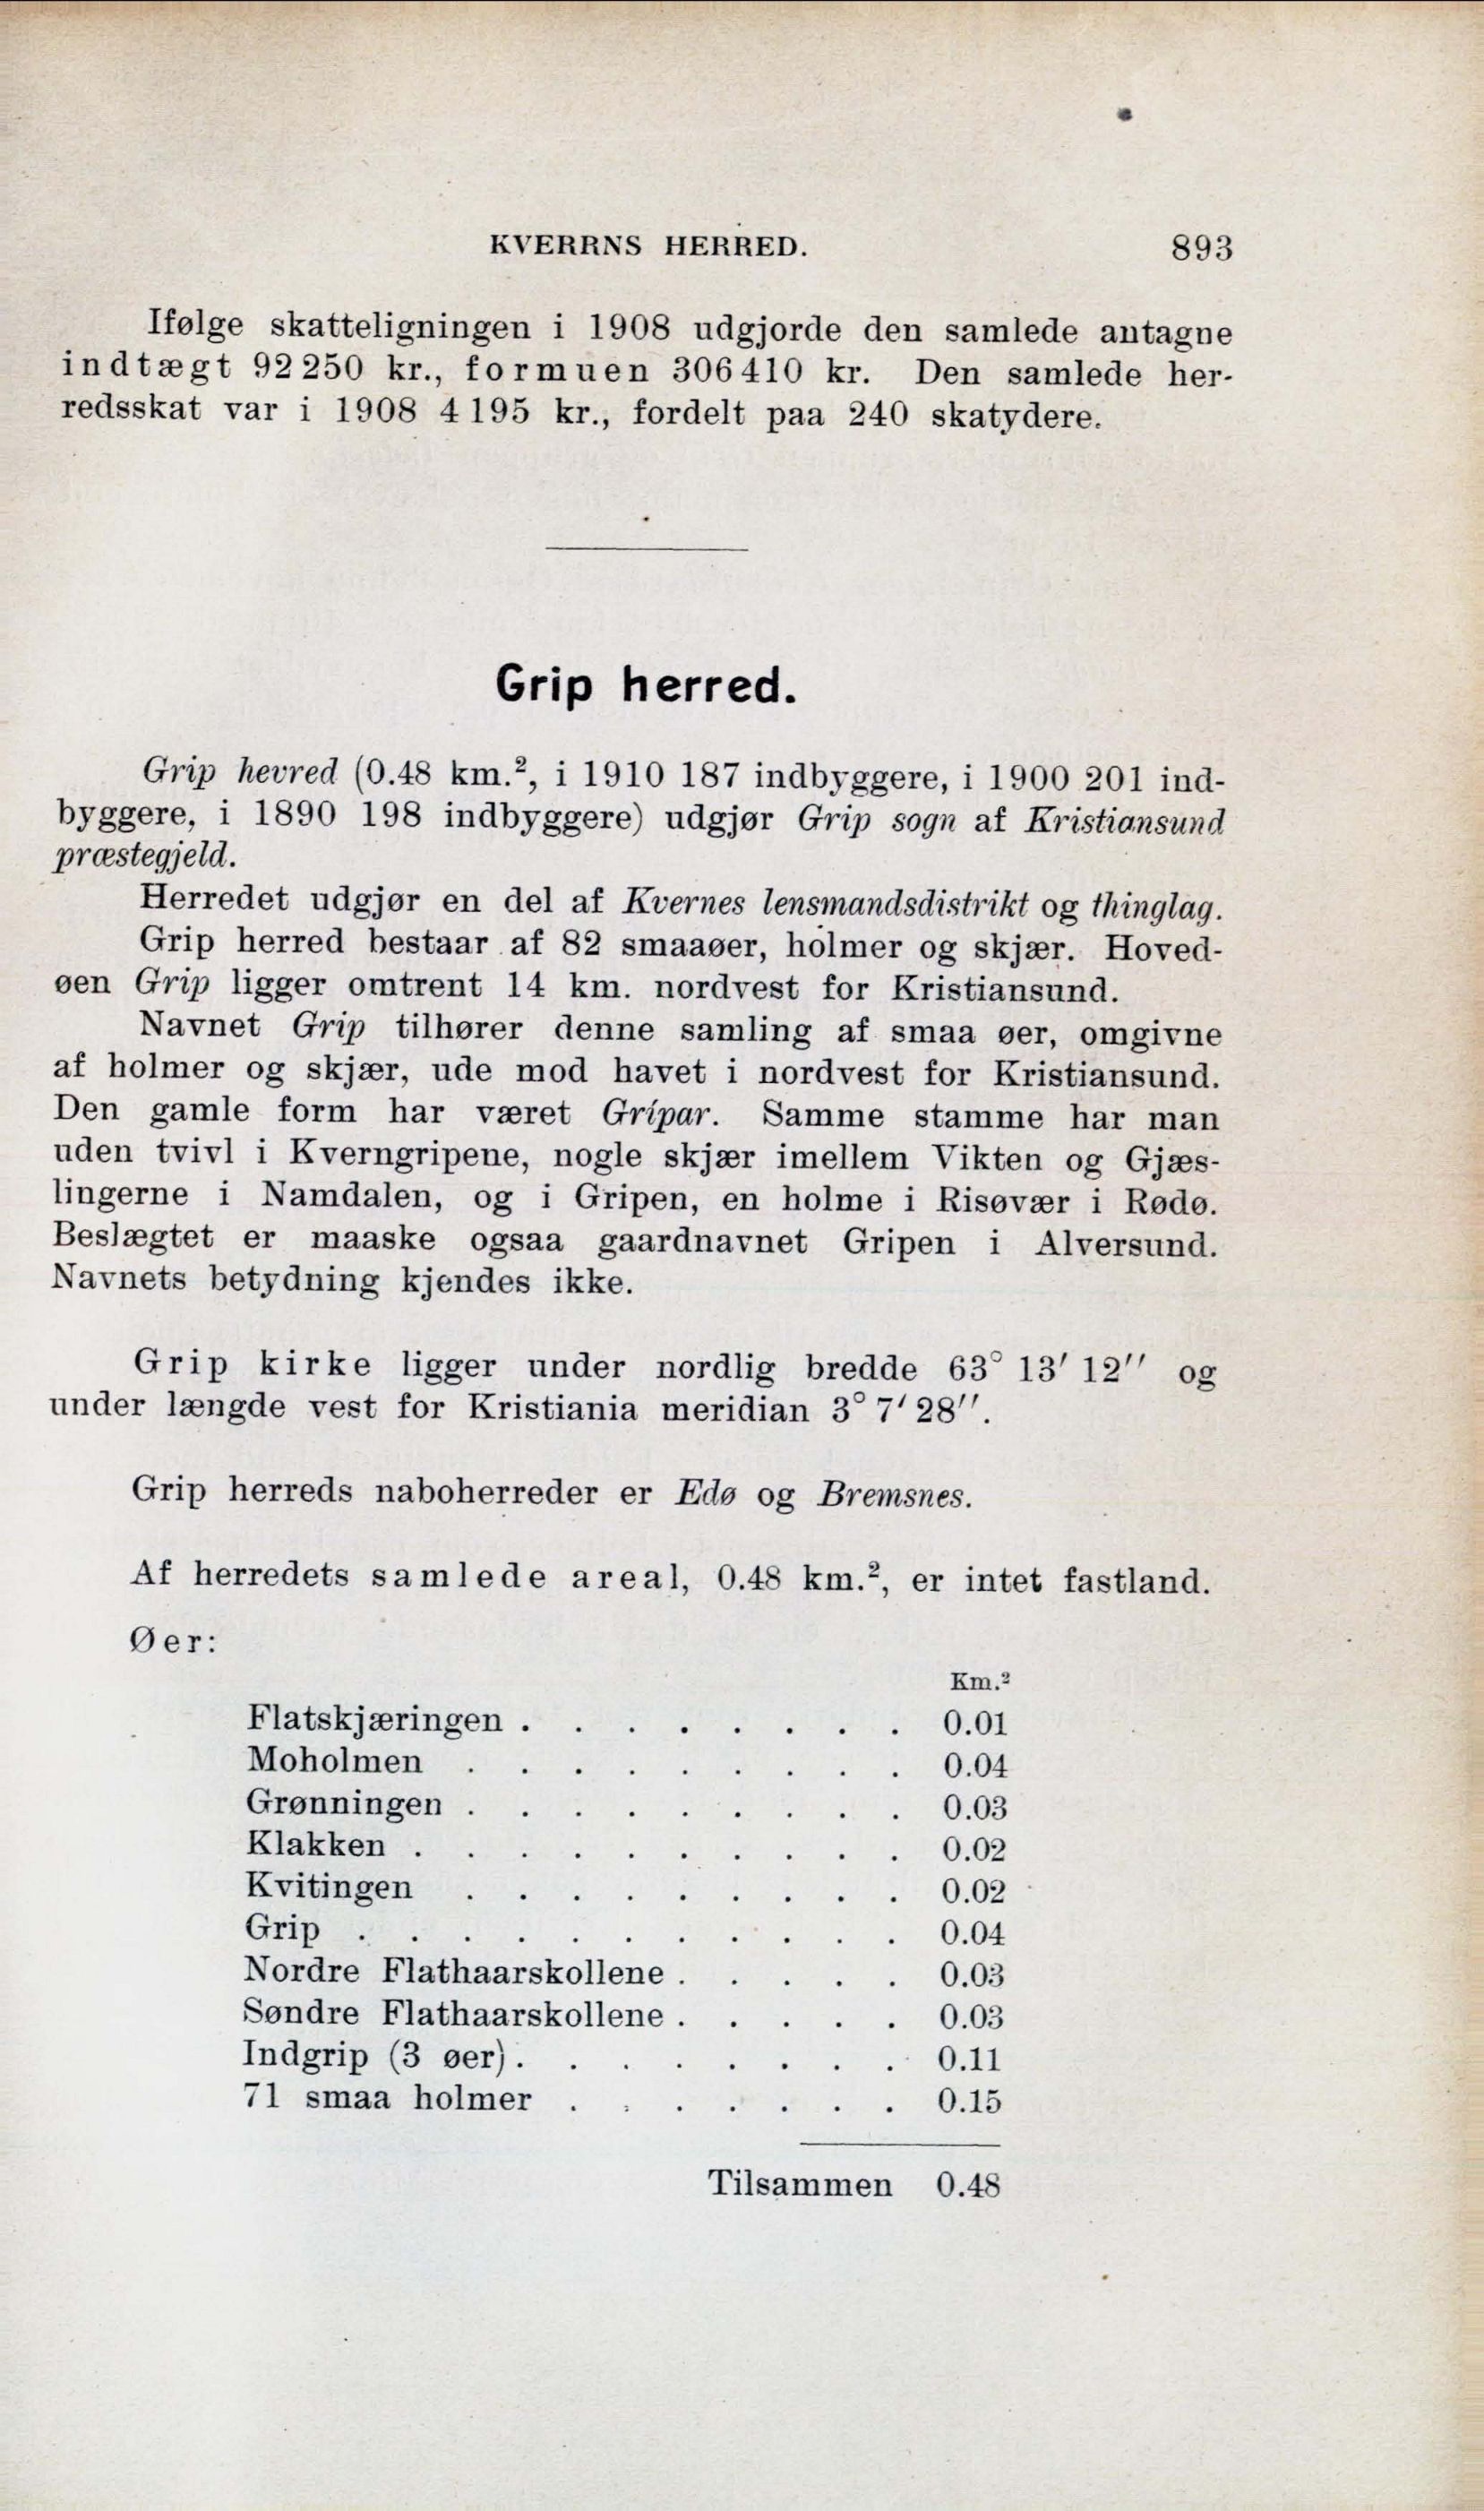 KVERRNS HERRED. 893
Ifølge skatteligningen i 1908 udgjorde den samlede antagne
indtægt 92 250 kr., formuen 306 410 kr. Den samlede her-
redsskat var i 1908 4 195 kr., fordelt paa 240 skatydere.
Grip herred.
Grip hevred (0.48 km.², i 1910 187 indbyggere, i 1900 201 ind-
byggere, i 1890 198 indbyggere) udgjør Grip sogn af Kristiansund
præstegjeld.
Herredet udgjør en del af Kvernes lensmandsdistrikt og thinglag.
Grip herred bestaar af 82 smaaøer, holmer og skjær. Hoved-
øen Grip ligger omtrent 14 km. nordvest for Kristiansund.
Navnet Grip tilhører denne samling af smaa øer, omgivne
af holmer og skjær, ude mod havet i nordvest for Kristiansund.
Den gamle form har været Grípar. Samme stamme har man
uden tvivl i Kverngripene, nogle skjær imellem Vikten og Gjæs-
lingerne i Namdalen, og i Gripen, en holme i Risøvær i Rødø.
Beslægtet er maaske ogsaa gaardnavnet Gripen i Alversund.
Navnets betydning kjendes ikke.
Grip kirke ligger under nordlig bredde 63° 13′ 12″ og
under længde vest for Kristiania meridian 3° 7′ 28″.
Grip herreds naboherreder er Edø og Bremsnes.
Af herredets samlede areal, 0.48 km.², er intet fastland.
Øer:
Km.²
Flatskjæringen . . . . . . . . 0.01
Moholmen . . . . . . . . . 0.04
Grønningen . . . . . . . . . 0.03
Klakken . . . . . . . . . . 0.02
Kvitingen . . . . . . . . . 0.02
Grip . . . . . . . . . . . 0.04
Nordre Flathaarskollene . . . . . 0.03
Søndre Flathaarskollene . . . . . 0.03
Indgrip (3 øer) . . . . . . . . 0.11
71 smaa holmer . . . . . . . 0.15
Tilsammen 0.48